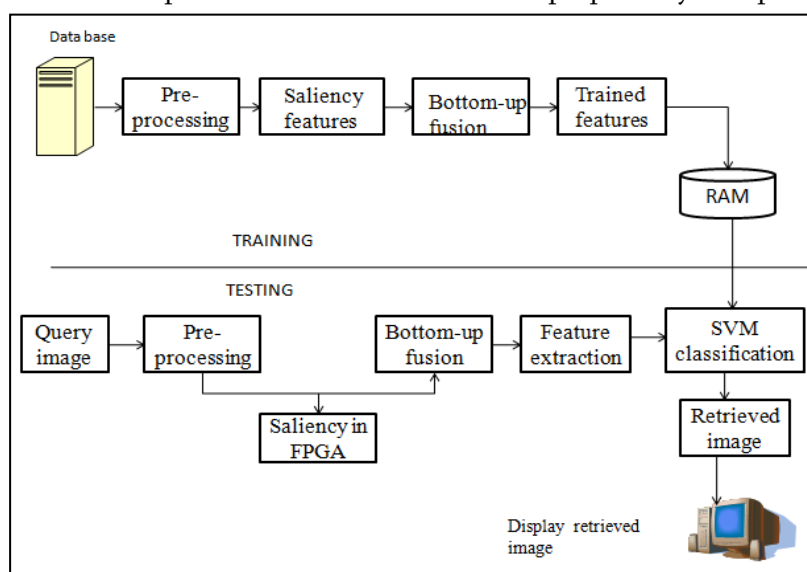 Data base
Pre-
processing
Saliency
features
Bottom-up
fusion
Trained
features
RAM
TRAINING
TESTING
Query
image
Pre-
processing
Saliency in
FPGA
Bottom-up
fusion
Feature
extraction
SVM
classification
Retrieved
image
Display retrieved
image